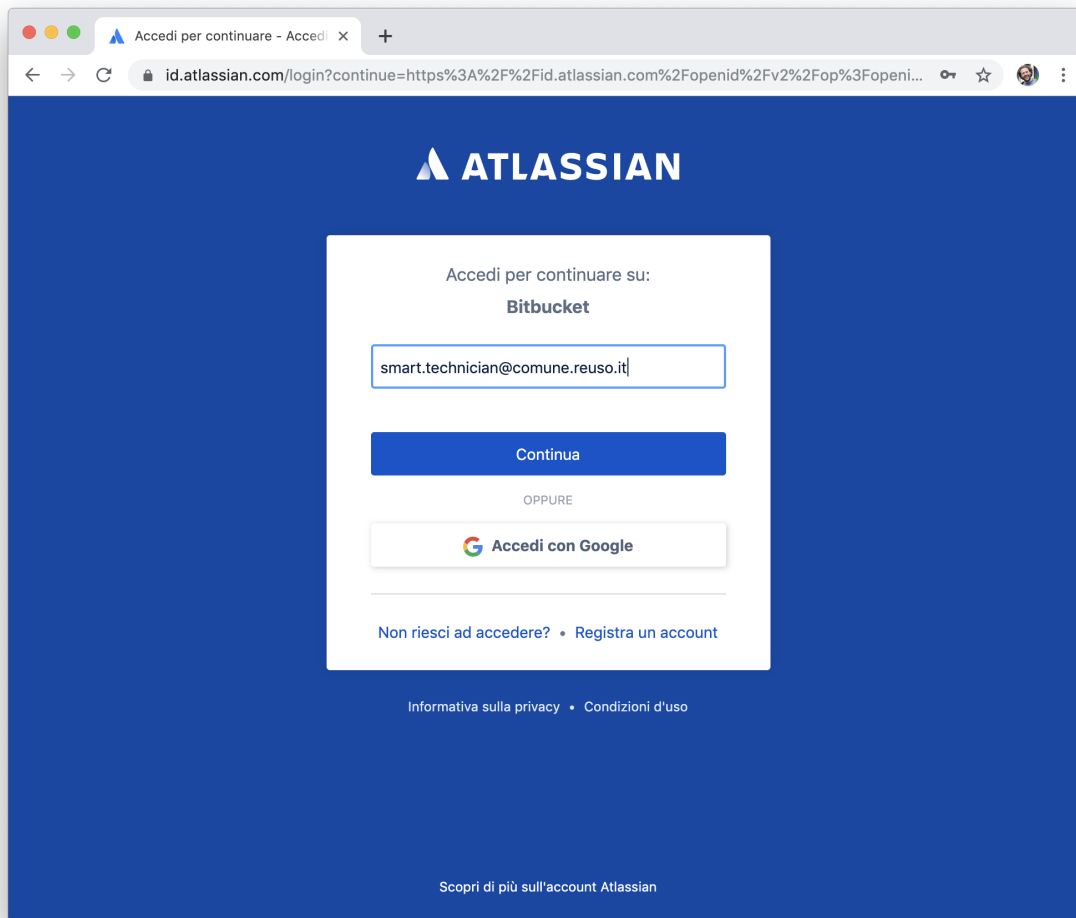 Accedi per continuare - Accedi
id.atlassian.com/login?continue=https%3A%2F%2Fid.atlassian.com%2Fopenid%2Fv2%2Fop%3Fopeni...
ATLASSIAN
Accedi per continuare su:
Bitbucket
smart.technician@comune.reuso.it
Continua
OPPURE
Accedi con Google
Non riesci ad accedere? • Registra un account
Informativa sulla privacy • Condizioni d'uso
Scopri di più sull'account Atlassian